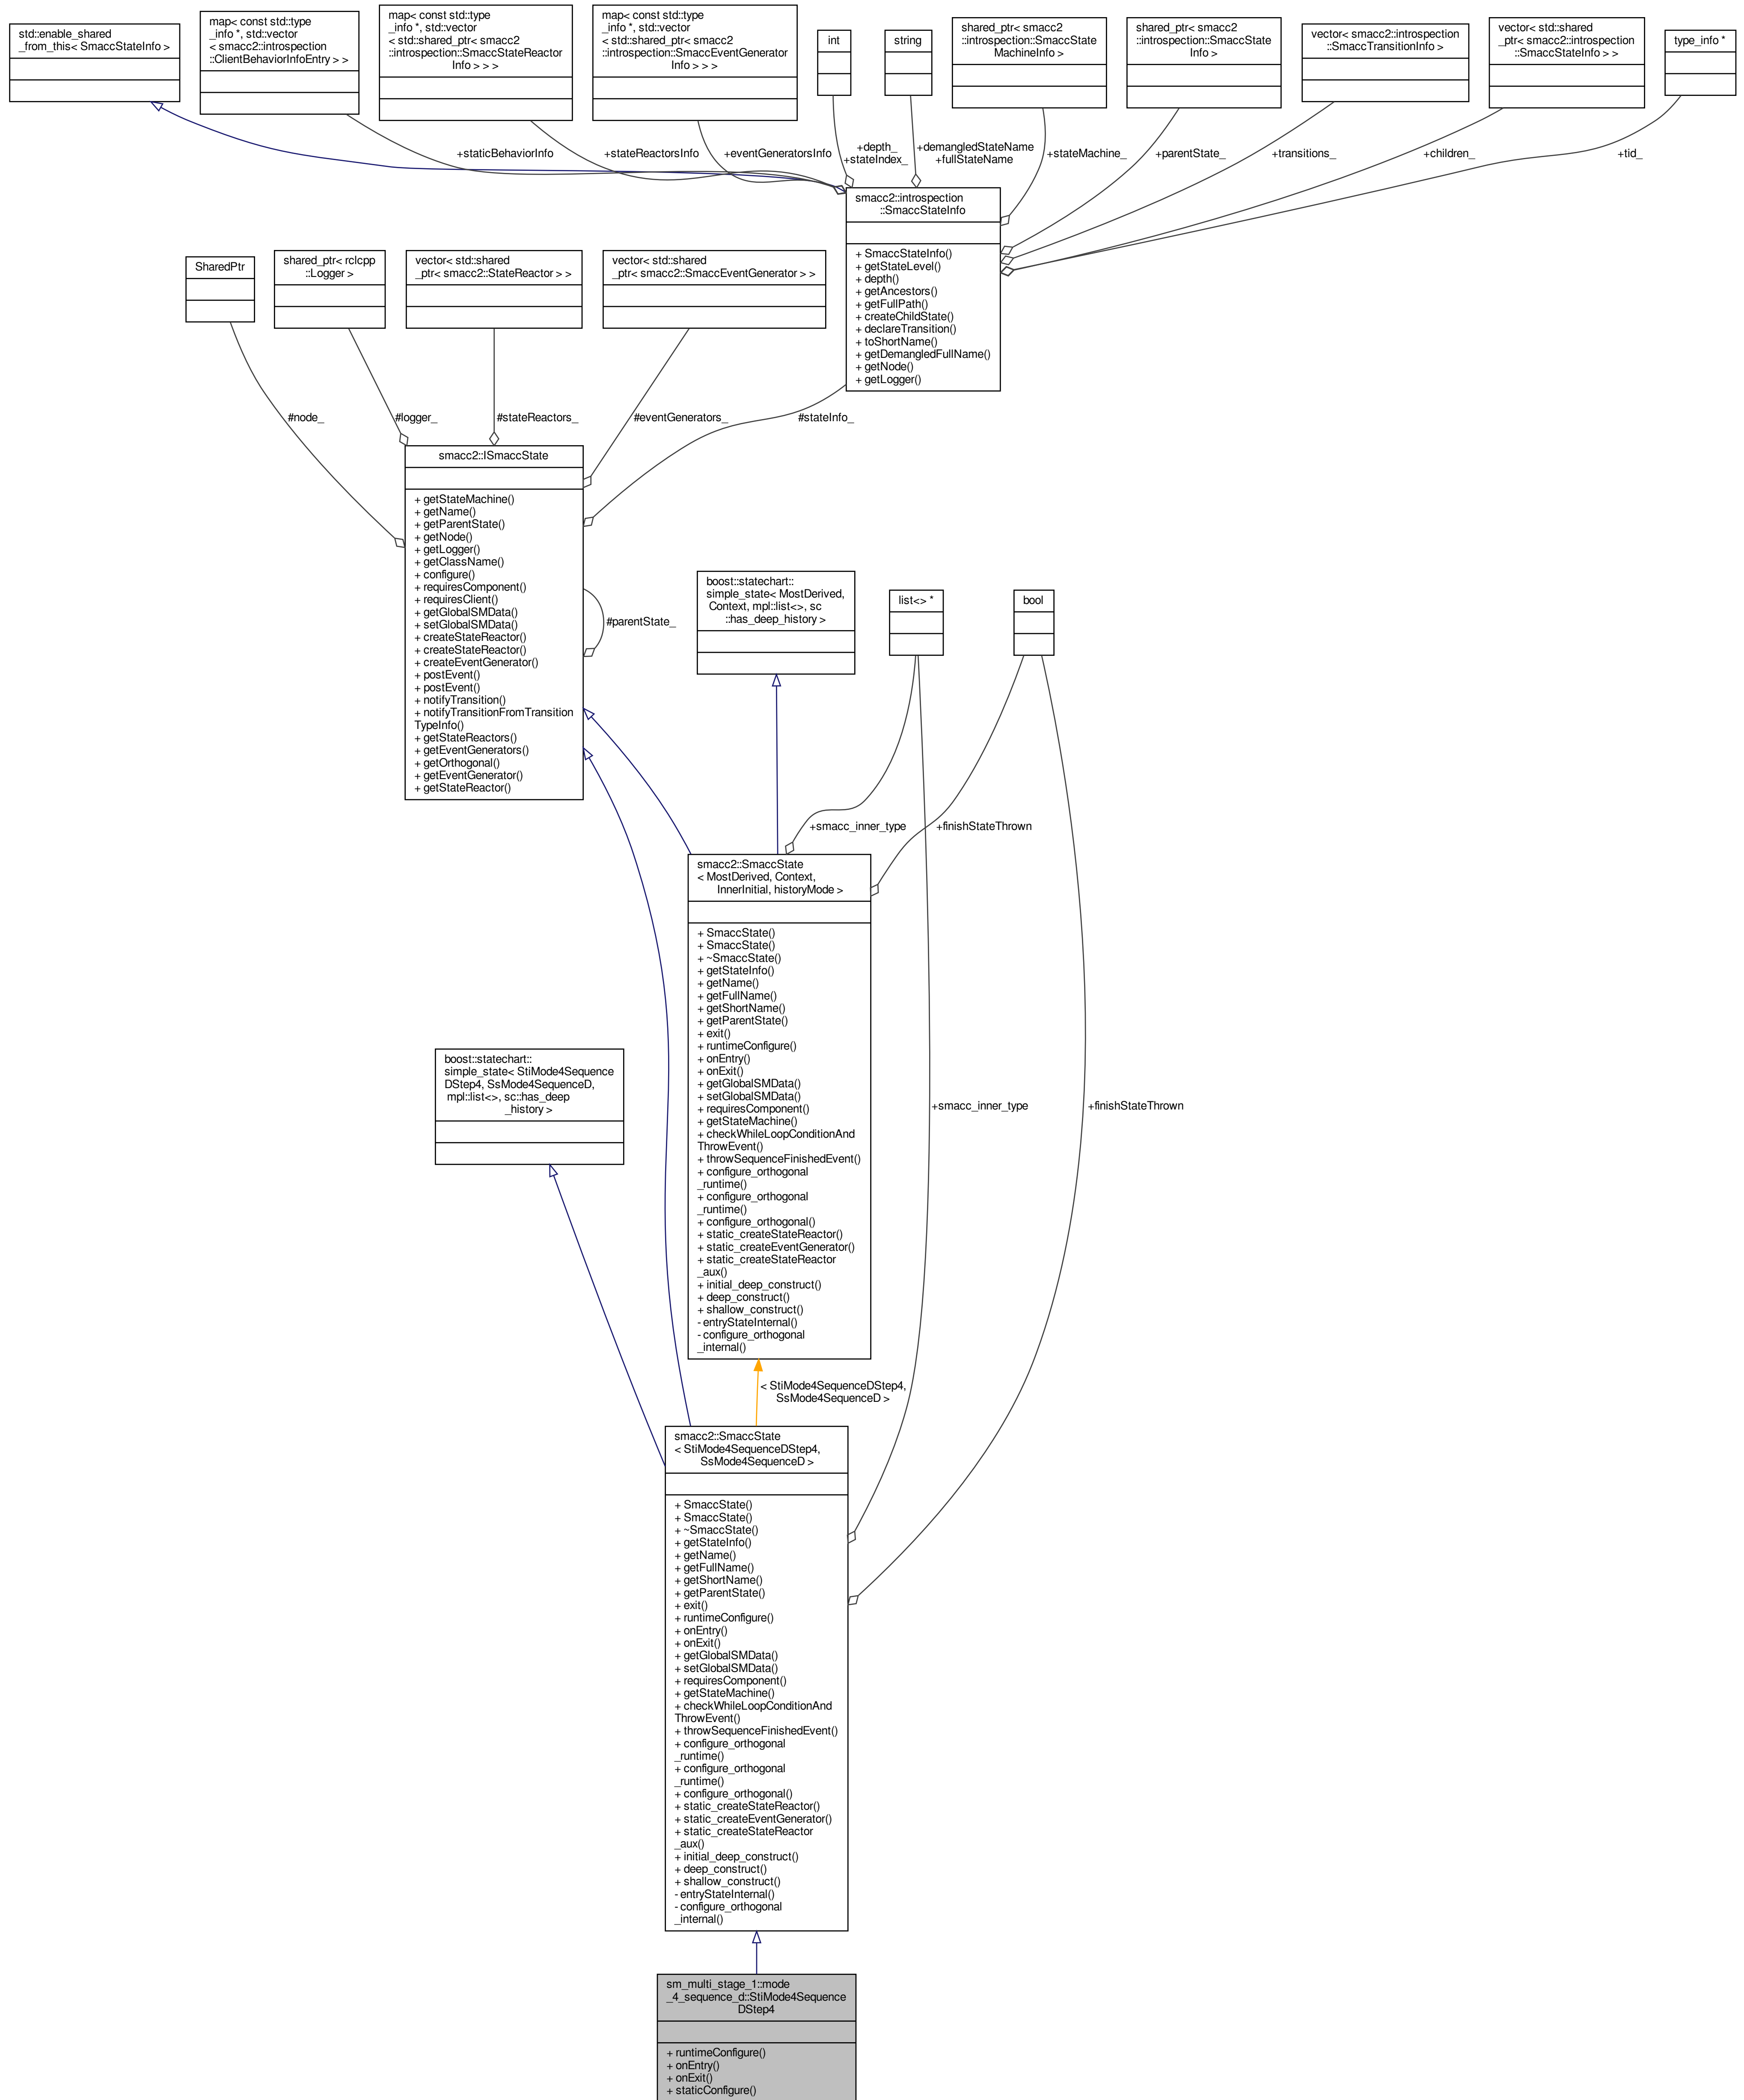 std::enable_shared
_from_this< SmaccStateInfo >
map< const std::type
_info *, std::vector
< smacc2::introspection
::ClientBehaviorInfoEntry > >
map< const std::type
_info *, std::vector
< std::shared_ptr< smacc2
::introspection::SmaccStateReactor
Info > > >
map< const std::type
_info *, std::vector
< std::shared_ptr< smacc2
::introspection::SmaccEventGenerator
Info > > >
int
string
shared_ptr< smacc2
::introspection::SmaccState
MachineInfo >
shared_ptr< smacc2
::introspection::SmaccState
Info >
vector< smacc2::introspection
::SmaccTransitionInfo >
vector< std::shared
_ptr< smacc2::introspection
::SmaccStateInfo > >
type_info *
+staticBehaviorInfo
+stateReactorsInfo
+eventGeneratorsInfo
+depth_
+stateIndex_
+demangledStateName
+fullStateName
+stateMachine_
+parentState_
+transitions_
+children_
+tid_
smacc2::introspection
::SmaccStateInfo
+ SmaccStateInfo()
+ getStateLevel()
+ depth()
+ getAncestors()
+ getFullPath()
+ createChildState()
+ declareTransition()
+ toShortName()
+ getDemangledFullName()
+ getNode()
+ getLogger()
SharedPtr
shared_ptr< rclcpp
::Logger >
vector< std::shared
_ptr< smacc2::StateReactor > >
vector< std::shared
_ptr< smacc2::SmaccEventGenerator > >
#node_
#logger_
#stateReactors_
#eventGenerators_
#stateInfo_
smacc2::ISmaccState
+ getStateMachine()
+ getName()
+ getParentState()
+ getNode()
+ getLogger()
+ getClassName()
+ configure()
+ requiresComponent()
+ requiresClient()
+ getGlobalSMData()
+ setGlobalSMData()
+ createStateReactor()
+ createStateReactor()
+ createEventGenerator()
+ postEvent()
+ postEvent()
+ notifyTransition()
+ notifyTransitionFromTransition
TypeInfo()
+ getStateReactors()
+ getEventGenerators()
+ getOrthogonal()
+ getEventGenerator()
+ getStateReactor()
#parentState_
boost::statechart::
simple_state< MostDerived,
Context, mpl::list<>, sc
::has_deep_history >
list<> *
bool
+smacc_inner_type
+finishStateThrown
smacc2::SmaccState
< MostDerived, Context,
InnerInitial, historyMode >
+ SmaccState()
+ SmaccState()
+ ~SmaccState()
+ getStateInfo()
+ getName()
+ getFullName()
+ getShortName()
+ getParentState()
+ exit()
+ runtimeConfigure()
+ onEntry()
+ onExit()
+ getGlobalSMData()
+ setGlobalSMData()
+ requiresComponent()
+ getStateMachine()
+ checkWhileLoopConditionAnd
ThrowEvent()
+ throwSequenceFinishedEvent()
+ configure_orthogonal
_runtime()
+ configure_orthogonal
_runtime()
+ configure_orthogonal()
+ static_createStateReactor()
+ static_createEventGenerator()
+ static_createStateReactor
_aux()
+ initial_deep_construct()
+ deep_construct()
+ shallow_construct()
- entryStateInternal()
- configure_orthogonal
_internal()
boost::statechart::
simple_state< StiMode4Sequence
DStep4, SsMode4SequenceD,
mpl::list<>, sc::has_deep
_history >
+smacc_inner_type
+finishStateThrown
< StiMode4SequenceDStep4,
SsMode4SequenceD >
smacc2::SmaccState
< StiMode4SequenceDStep4,
SsMode4SequenceD >
+ SmaccState()
+ SmaccState()
+ ~SmaccState()
+ getStateInfo()
+ getName()
+ getFullName()
+ getShortName()
+ getParentState()
+ exit()
+ runtimeConfigure()
+ onEntry()
+ onExit()
+ getGlobalSMData()
+ setGlobalSMData()
+ requiresComponent()
+ getStateMachine()
+ checkWhileLoopConditionAnd
ThrowEvent()
+ throwSequenceFinishedEvent()
+ configure_orthogonal
_runtime()
+ configure_orthogonal
_runtime()
+ configure_orthogonal()
+ static_createStateReactor()
+ static_createEventGenerator()
+ static_createStateReactor
_aux()
+ initial_deep_construct()
+ deep_construct()
+ shallow_construct()
- entryStateInternal()
- configure_orthogonal
_internal()
sm_multi_stage_1::mode
_4_sequence_d::StiMode4Sequence
DStep4
+ runtimeConfigure()
+ onEntry()
+ onExit()
+ staticConfigure()